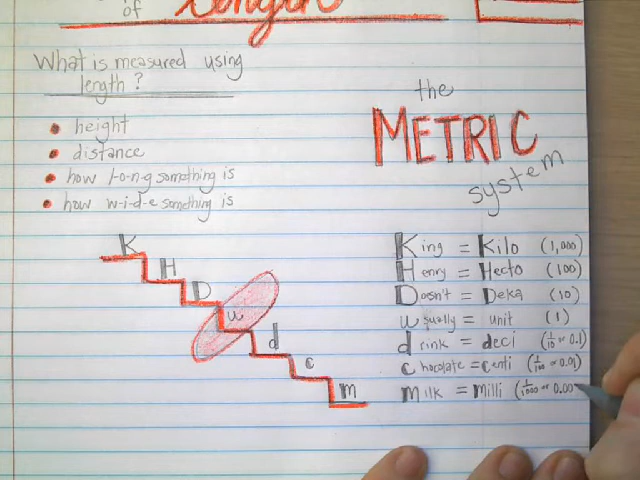 of Length
What is measured using
length?
• height
• distance
• how l-o-n-g something is
• how w-i-d-e something is
the
METRIC
system
K
H
D
u
d
c
m
King = Kilo (1,000)
Henry = Hecto (100)
Doesn't = Deka (10)
usually = unit (1)
drink = deci (1/10 or 0.1)
chocolate = centi (1/100 or 0.01)
milk = milli (1/1000 or 0.00